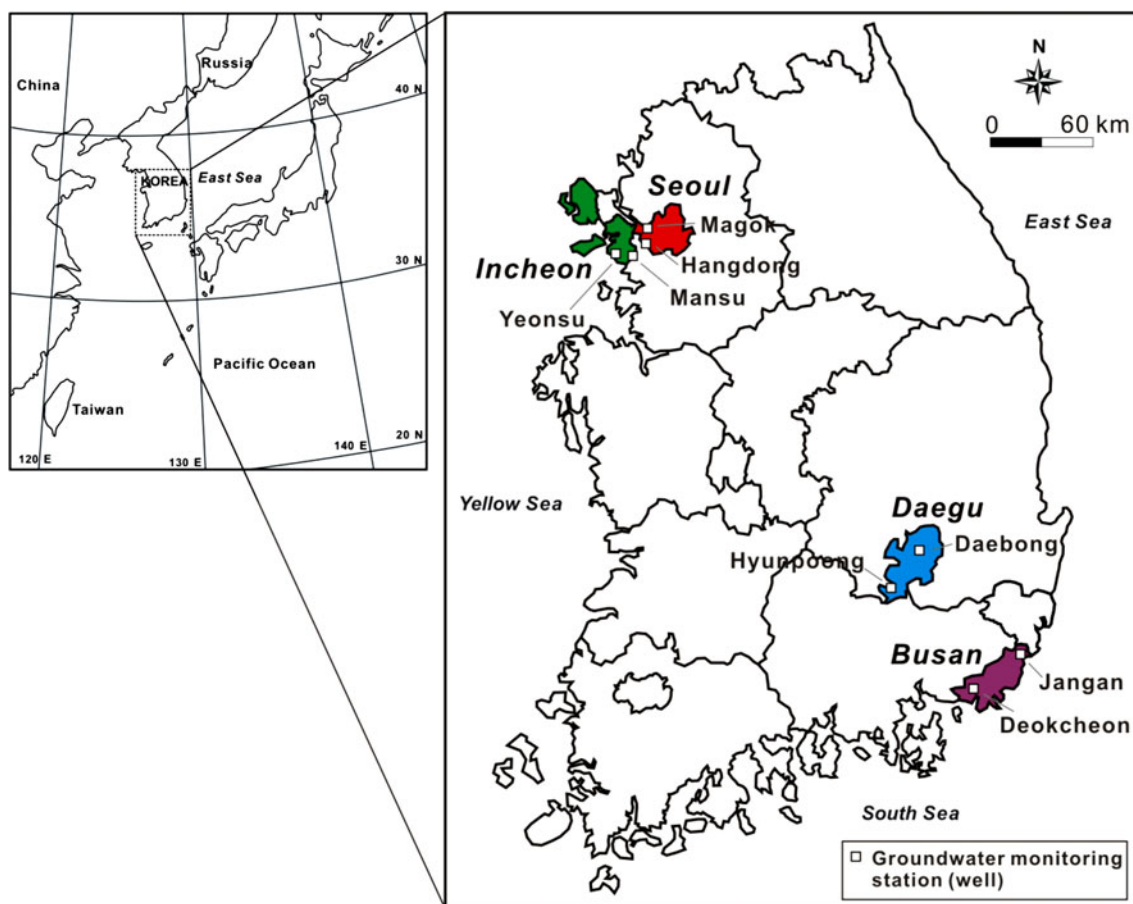 China
Russia
40 N
KOREA
East Sea
30 N
Pacific Ocean
Taiwan
120 E
130 E
140 E
20 N
N
0 60 km
East Sea
Seoul
Magok
Hangdong
Incheon
Mansu
Yeonsu
Yellow Sea
Daegu
Daebong
Hyunpoong
Busan
Jangan
Deokcheon
South Sea
Groundwater monitoring
station (well)